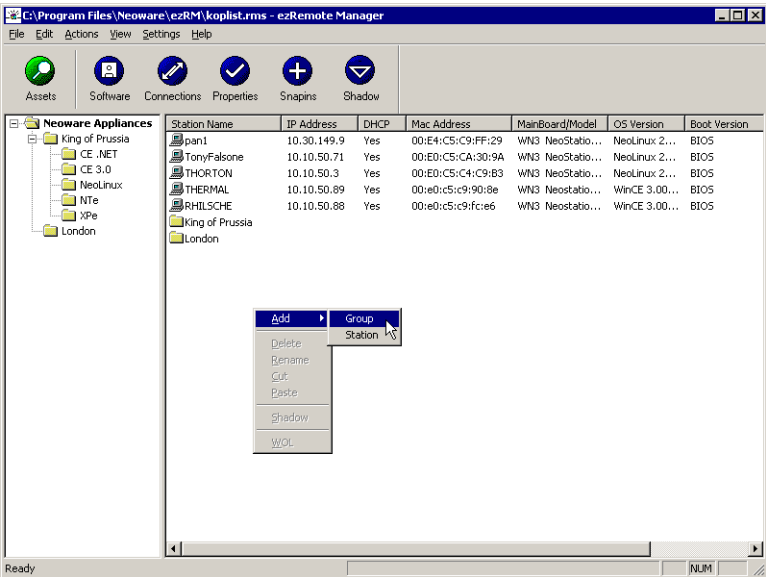 C:\Program Files\Neoware\ezRM\koplist.rms - ezRemote Manager
File Edit Actions View Settings Help
Assets Software Connections Properties Snapins Shadow
Neoware Appliances
King of Prussia
CE .NET
CE 3.0
NeoLinux
NTe
XPe
London
Station Name IP Address DHCP Mac Address MainBoard/Model OS Version Boot Version
pan1 10.30.149.9 Yes 00:E4:C5:C9:FF:29 WN3 NeoStatio... NeoLinux 2... BIOS
TonyFalsone 10.10.50.71 Yes 00:E0:C5:CA:30:9A WN3 NeoStatio... NeoLinux 2... BIOS
THORTON 10.10.50.3 Yes 00:E0:C5:C4:C9:B3 WN3 NeoStatio... NeoLinux 2... BIOS
THERMAL 10.10.50.89 Yes 00:e0:c5:c9:90:8e WN3 Neostatio... WinCE 3.00... BIOS
RHILSCHE 10.10.50.88 Yes 00:e0:c5:c9:fc:e6 WN3 Neostatio... WinCE 3.00... BIOS
King of Prussia
London
Add
Delete
Rename
Cut
Paste
Shadow
WOL
Group
Station
Ready NUM